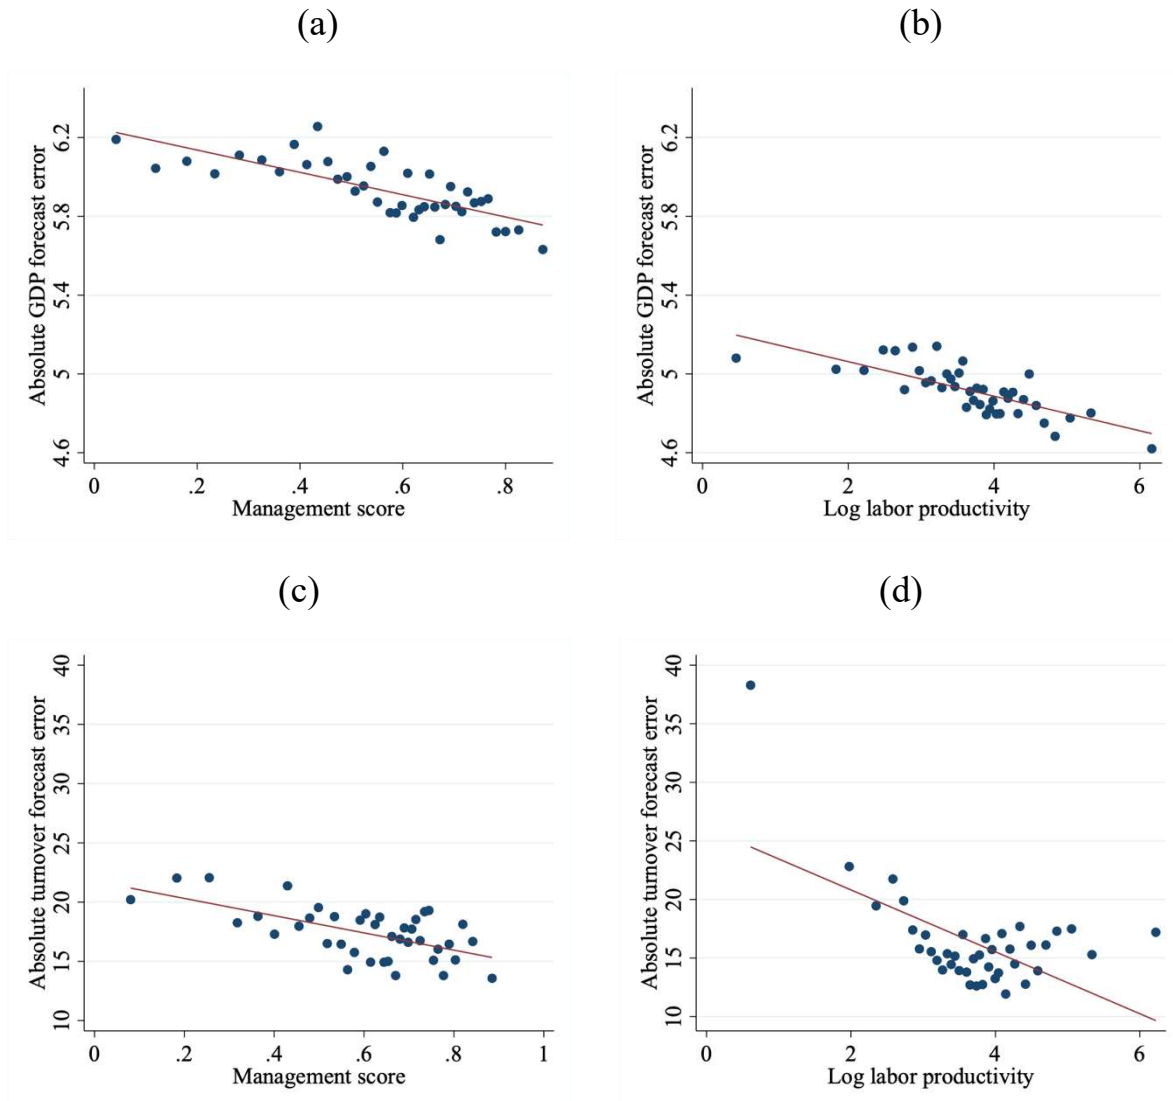 (a)
(b)
Absolute GDP forecast error
6.2
5.8
5.4
5
4.6
0 .2 .4 .6 .8
Management score
Absolute GDP forecast error
6.2
5.8
5.4
5
4.6
0 2 4 6
Log labor productivity
(c)
(d)
Absolute turnover forecast error
40
35
30
25
20
15
10
0 .2 .4 .6 .8 1
Management score
Absolute turnover forecast error
40
35
30
25
20
15
10
0 2 4 6
Log labor productivity